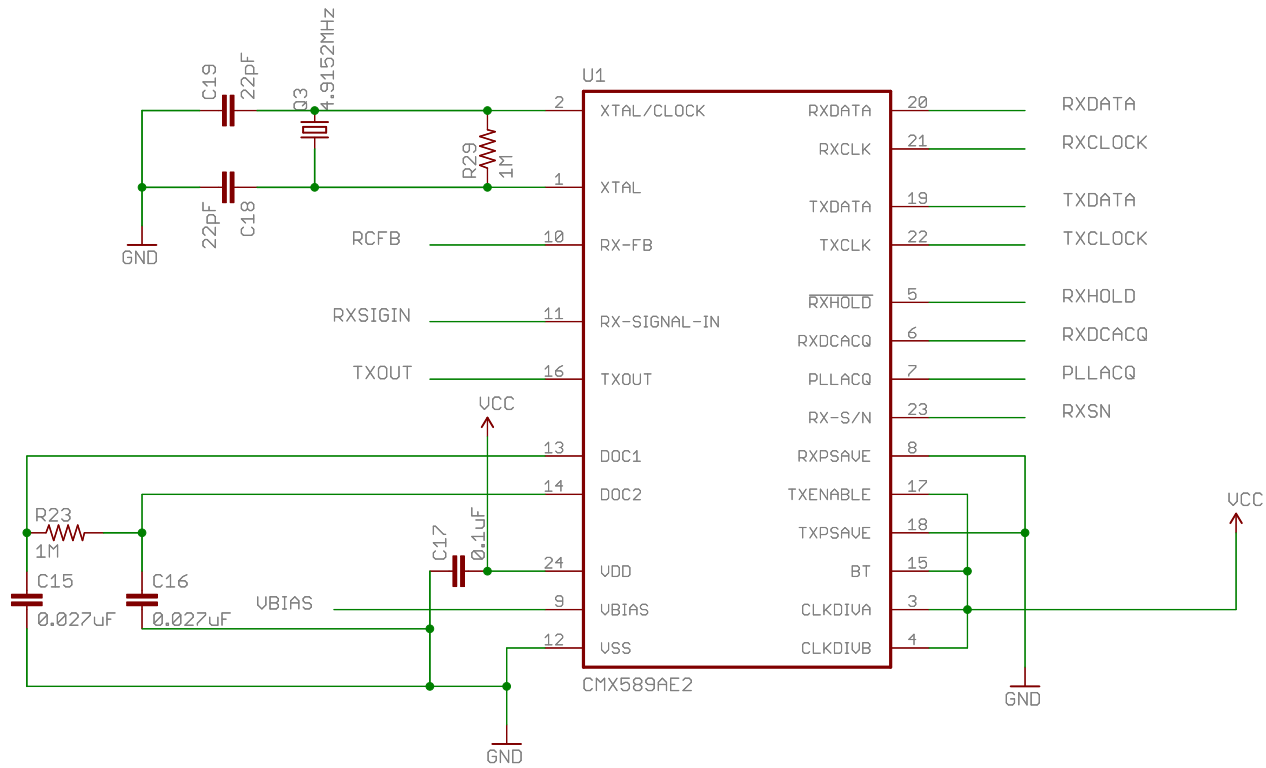 C19
22pF
Q3
4.9152MHz
U1
2
XTAL/CLOCK
RXDATA
20
RXDATA
RXCLK
21
RXCLOCK
R29
1M
1
XTAL
22pF
C18
TXDATA
19
TXDATA
RCFB
10
RX-FB
TXCLK
22
TXCLOCK
GND
RXHOLD
5
RXHOLD
RXSIGIN
11
RX-SIGNAL-IN
RXDCACQ
6
RXDCACQ
TXOUT
16
TXOUT
PLLACQ
7
PLLACQ
VCC
RX-S/N
23
RXSN
13
DOC1
RXPSAVE
8
14
DOC2
TXENABLE
17
VCC
R23
1M
C17
0.1uF
TXPSAVE
18
24
VDD
BT
15
C15
0.027uF
C16
0.027uF
VBIAS
9
VBIAS
CLKDIVA
3
12
VSS
CLKDIVB
4
CMX589AE2
GND
GND